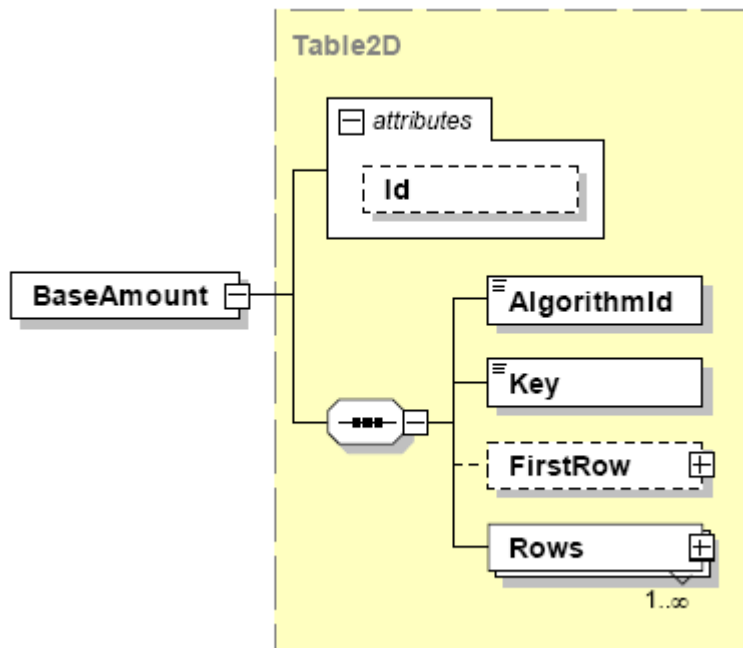 Table2D
attributes
Id
BaseAmount
AlgorithmId
Key
FirstRow
Rows
1..∞